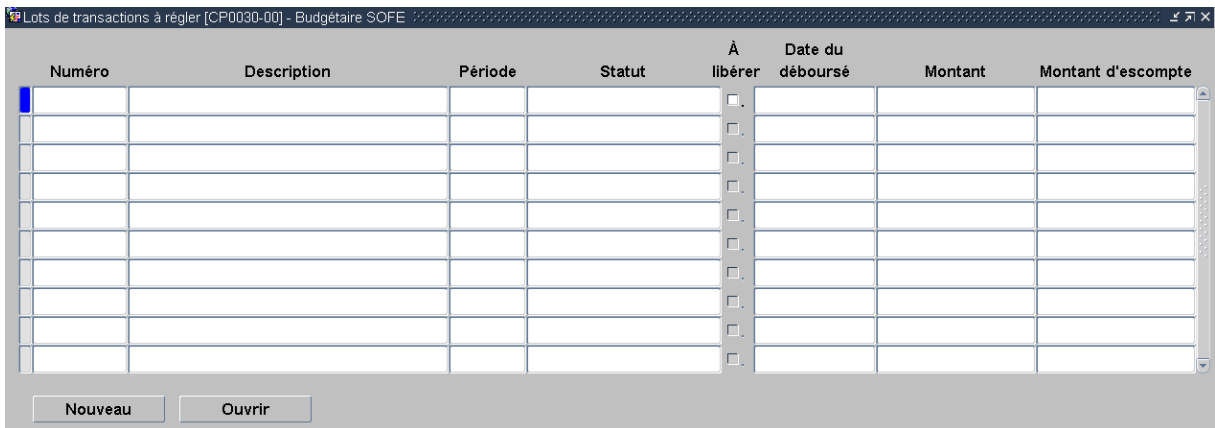 Lots de transactions à régler [CP0030-00] - Budgétaire SOFE
Numéro Description Période Statut À libérer Date du déboursé Montant Montant d'escompte
Nouveau Ouvrir